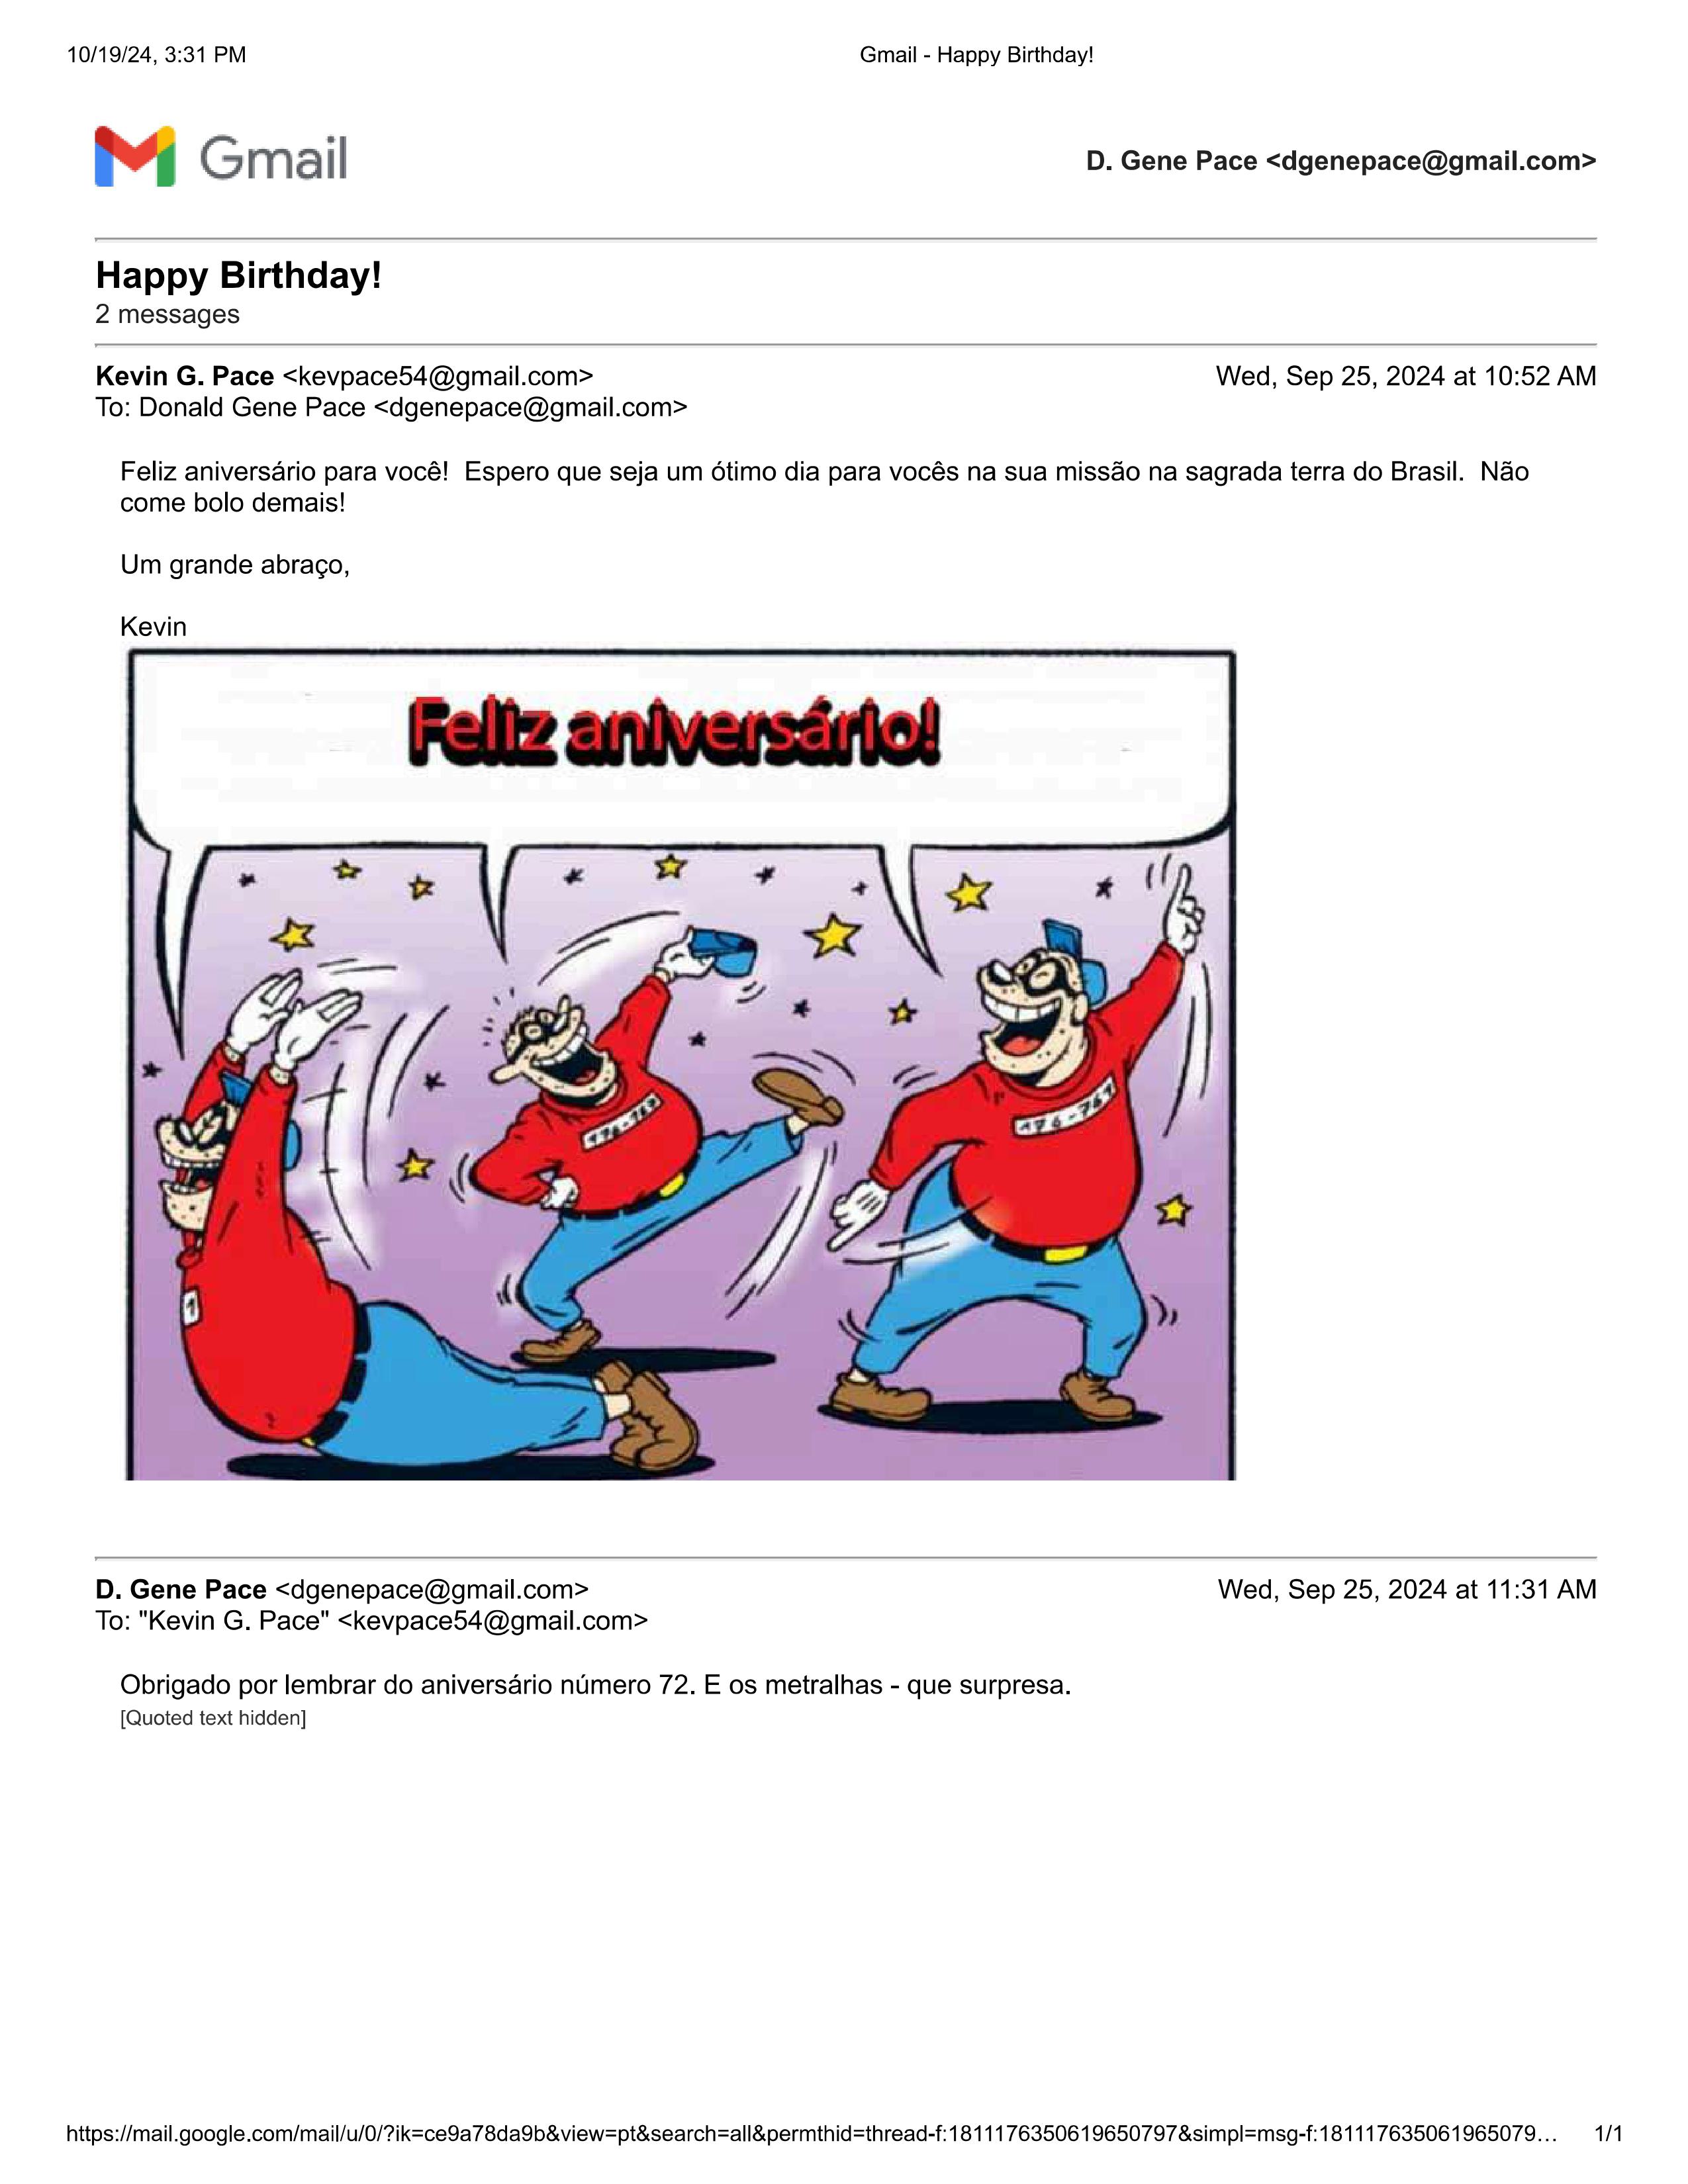 10/19/24, 3:31 PM
Gmail - Happy Birthday!
Gmail
D. Gene Pace <dgenepace@gmail.com>
Happy Birthday!
2 messages
Kevin G. Pace <kevpace54@gmail.com>
Wed, Sep 25, 2024 at 10:52 AM
To: Donald Gene Pace <dgenepace@gmail.com>
Feliz aniversário para você!  Espero que seja um ótimo dia para vocês na sua missão na sagrada terra do Brasil.  Não
come bolo demais!
Um grande abraço,
Kevin
Feliz aniversário!
176-167
176-761
1
D. Gene Pace <dgenepace@gmail.com>
Wed, Sep 25, 2024 at 11:31 AM
To: "Kevin G. Pace" <kevpace54@gmail.com>
Obrigado por lembrar do aniversário número 72. E os metralhas - que surpresa.
[Quoted text hidden]
https://mail.google.com/mail/u/0/?ik=ce9a78da9b&view=pt&search=all&permthid=thread-f:1811176350619650797&simpl=msg-f:181117635061965079…
1/1